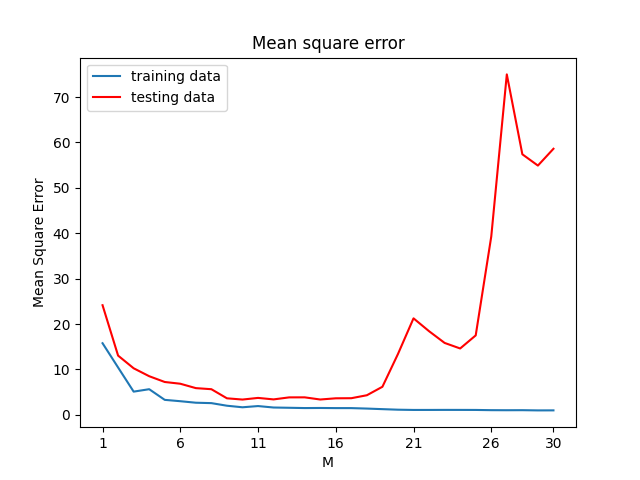 Mean square error
training data
testing data
Mean Square Error
70
60
50
40
30
20
10
0
1 6 11 16 21 26 30
M